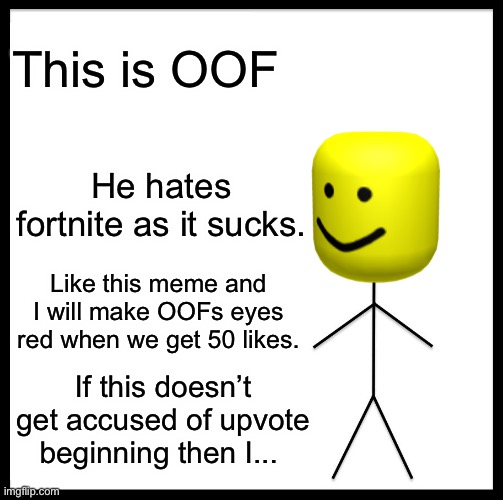 This is OOF
He hates
fortnite as it sucks.
Like this meme and
I will make OOFs eyes
red when we get 50 likes.
If this doesn’t
get accused of upvote
beginning then I...
imgflip.com